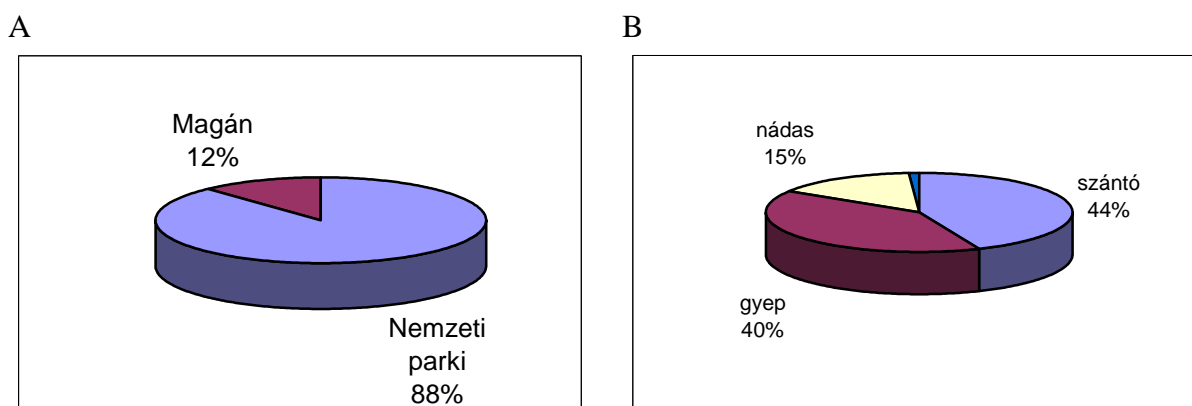 A
Magán
12%
Nemzeti
parki
88%
B
nádas
15%
szántó
44%
gyep
40%